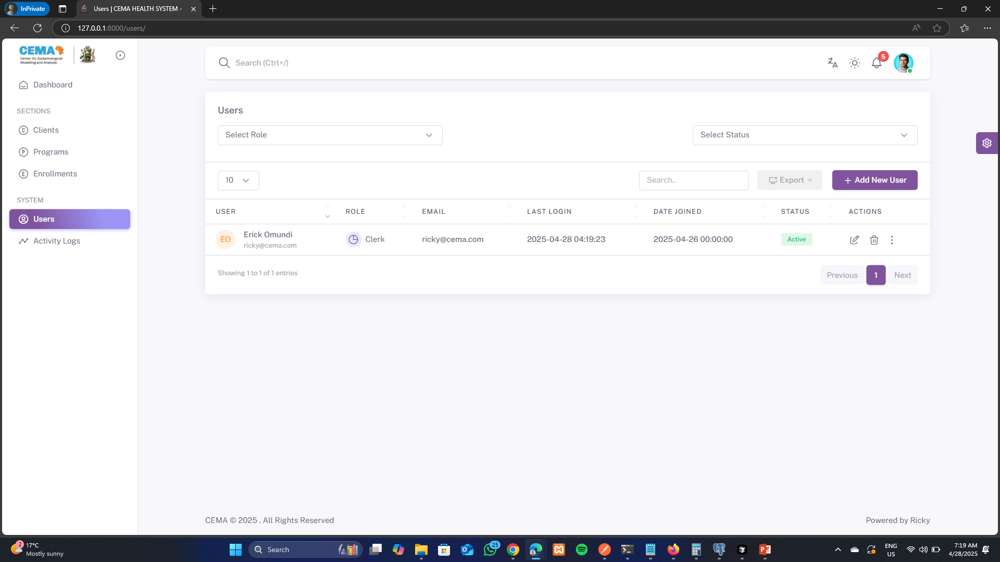 InPrivate
Users | CEMA HEALTH SYSTEM -
127.0.0.1:8000/users/
CEMA
Center for Epidemiological
Modelling and Analysis
Dashboard
SECTIONS
C Clients
P Programs
E Enrollments
SYSTEM
Users
Activity Logs
Search (Ctrl+/)
5
Users
Select Role
Select Status
10
Search..
Export
Add New User
USER ROLE EMAIL LAST LOGIN DATE JOINED STATUS ACTIONS
EO Erick Omundi Clerk ricky@cema.com 2025-04-28 04:19:23 2025-04-26 00:00:00 Active
ricky@cema.com
Showing 1 to 1 of 1 entries
Previous 1 Next
CEMA © 2025 . All Rights Reserved
Powered by Ricky
2
17°C
Mostly sunny
Search
25
ENG
US
7:19 AM
4/28/2025